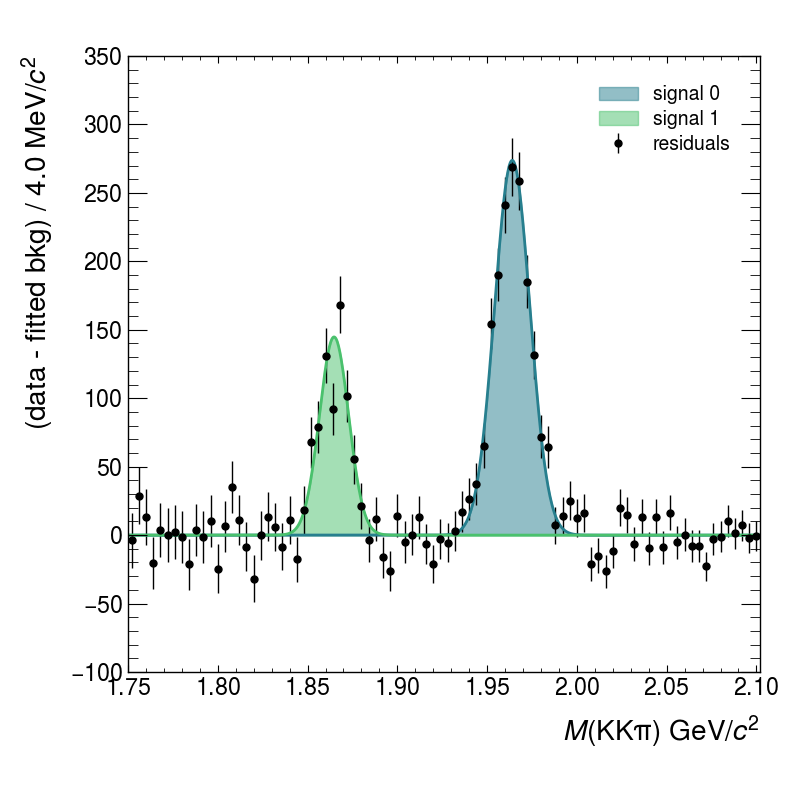 (data - fitted bkg) / 4.0 MeV/c²
350
300
250
200
150
100
50
0
−50
−100
signal 0
signal 1
residuals
1.75 1.80 1.85 1.90 1.95 2.00 2.05 2.10
M(KKπ) GeV/c²